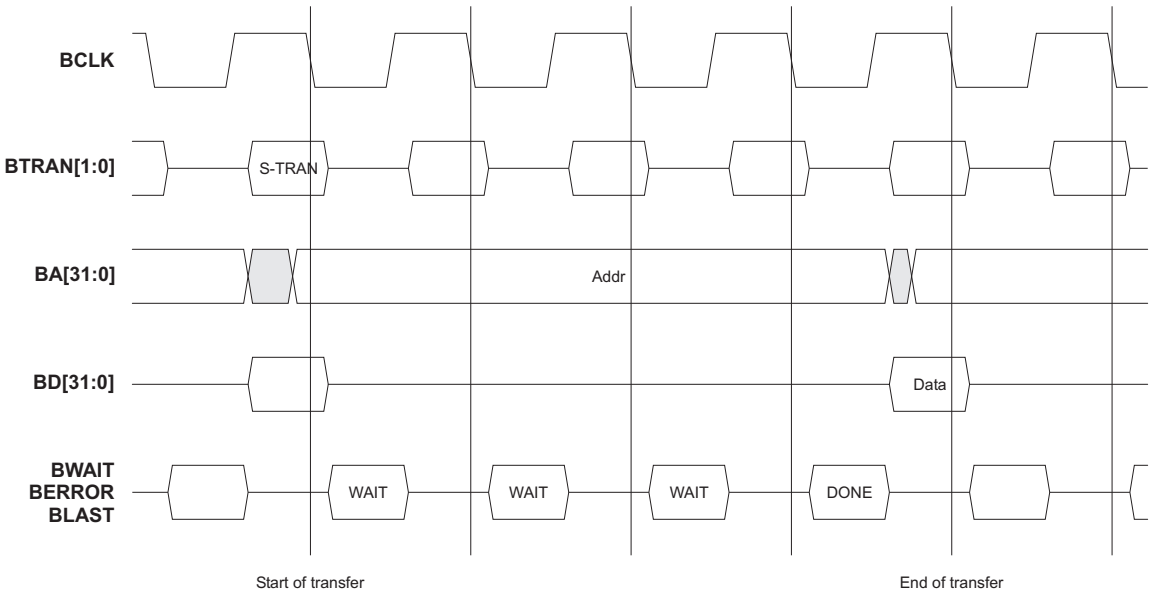 BCLK
BTRAN[1:0]
S-TRAN
BA[31:0]
Addr
BD[31:0]
Data
BWAIT
BERROR
BLAST
WAIT
WAIT
WAIT
DONE
Start of transfer
End of transfer